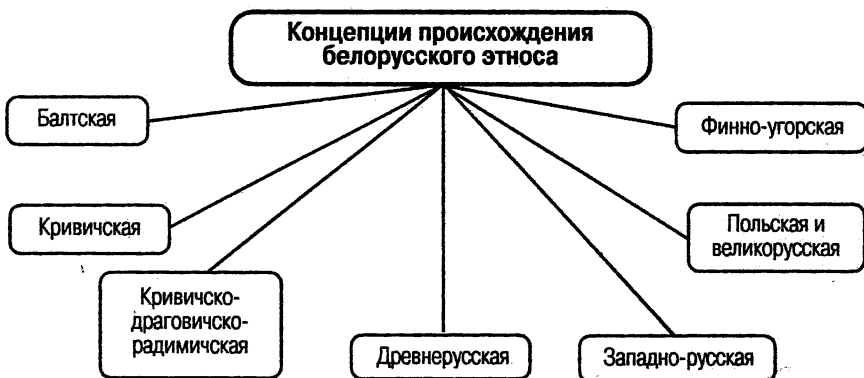 Концепции происхождения
белорусского этноса
Балтская
Финно-угорская
Кривичская
Польская и
великорусская
Кривичско-
драговичско-
радимичская
Древнерусская
Западно-русская